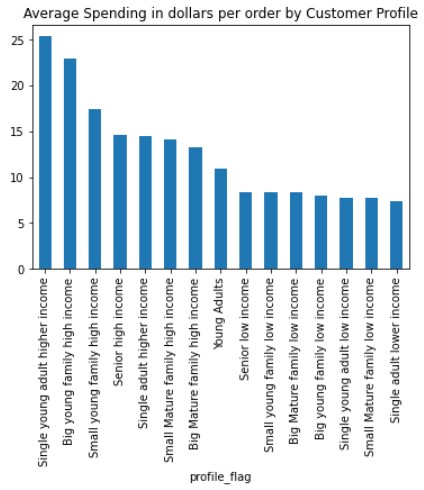 Average Spending in dollars per order by Customer Profile
25
20
15
10
5
0
Single young adult higher income
Big young family high income
Small young family high income
Senior high income
Single adult higher income
Small Mature family high income
Big Mature family high income
Young Adults
Senior low income
Small young family low income
Big Mature family low income
Big young family low income
Single young adult low income
Small Mature family low income
Single adult lower income
profile_flag